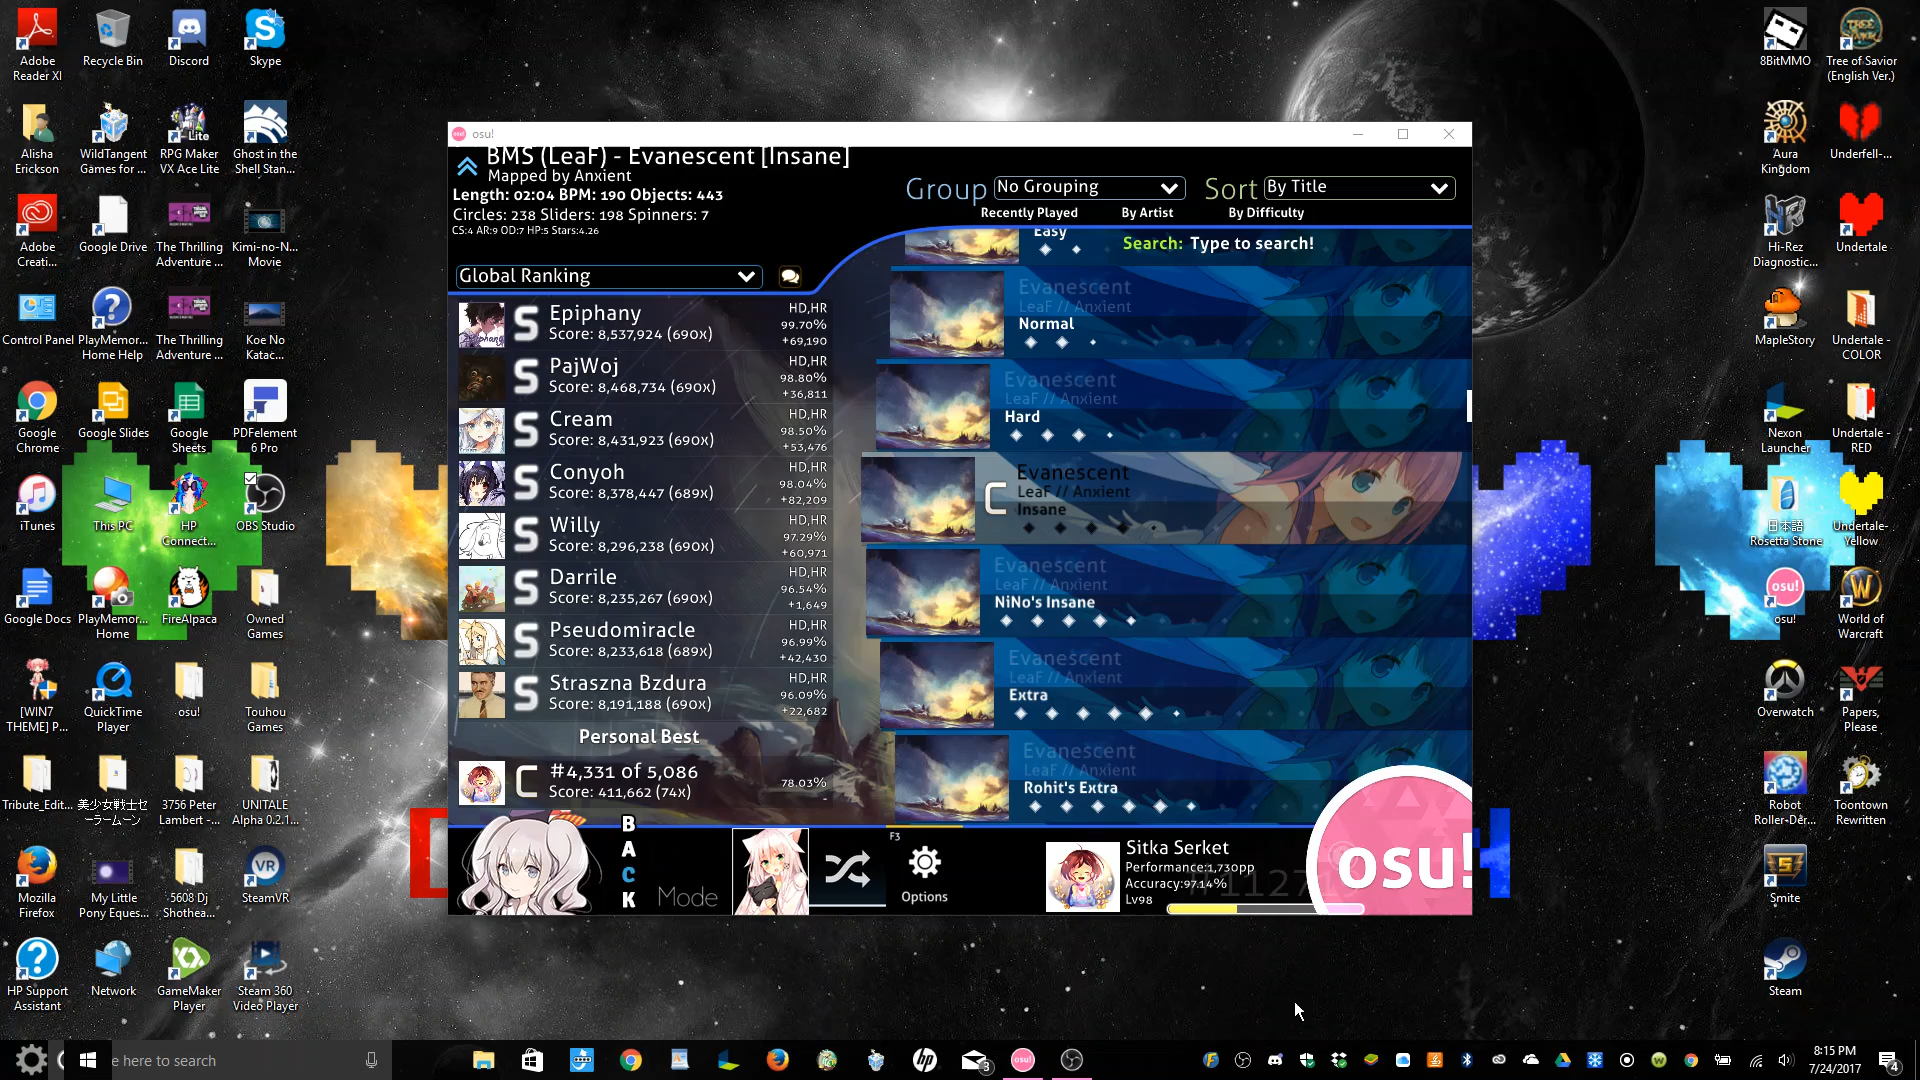 Adobe
Reader XI
Recycle Bin
Discord
Skype
8BitMMO
Tree of Savior
(English Ver.)
Alisha
Erickson
WildTangent
Games for ...
RPG Maker
VX Ace Lite
Ghost in the
Shell Stan...
Aura
Kingdom
Underfell-...
Adobe
Creati...
Google Drive
The Thrilling
Adventure ...
Kimi-no-N...
Movie
Hi-Rez
Diagnostic...
Undertale
Control Panel
PlayMemor...
Home Help
The Thrilling
Adventure ...
Koe No
Katac...
MapleStory
Undertale -
COLOR
Google
Chrome
Google Slides
Google
Sheets
PDFelement
6 Pro
Nexon
Launcher
Undertale -
RED
iTunes
This PC
HP
Connect...
OBS Studio
日本語
Rosetta Stone
Undertale-
Yellow
Google Docs
PlayMemor...
Home
FireAlpaca
Owned
Games
osu!
World of
Warcraft
[WIN7
THEME] P...
QuickTime
Player
osu!
Touhou
Games
Overwatch
Papers,
Please
Tribute_Edit...
美少女戦士セ
ーラームーン
3756 Peter
Lambert -...
UNITALE
Alpha 0.2.1...
Robot
Roller-Der...
Toontown
Rewritten
Mozilla
Firefox
My Little
Pony Eques...
5608 Dj
Shothea...
SteamVR
Smite
HP Support
Assistant
Network
GameMaker
Player
Steam 360
Video Player
Steam
osu!
BMS (LeaF) - Evanescent [Insane]
Mapped by Anxient
Length: 02:04 BPM: 190 Objects: 443
Circles: 238 Sliders: 198 Spinners: 7
CS:4 AR:9 OD:7 HP:5 Stars:4.26
Group No Grouping
Sort By Title
Recently Played By Artist By Difficulty
Search: Type to search!
Global Ranking
S Epiphany
Score: 8,537,924 (690x)
HD,HR
99.70%
+69,190
S PajWoj
Score: 8,468,734 (690x)
HD,HR
98.80%
+36,811
S Cream
Score: 8,431,923 (690x)
HD,HR
98.50%
+53,476
S Conyoh
Score: 8,378,447 (689x)
HD,HR
98.04%
+82,209
S Willy
Score: 8,296,238 (690x)
HD,HR
97.29%
+60,971
S Darrile
Score: 8,235,267 (690x)
HD,HR
96.54%
+1,649
S Pseudomiracle
Score: 8,233,618 (689x)
HD,HR
96.99%
+42,430
S Straszna Bzdura
Score: 8,191,188 (690x)
HD,HR
96.09%
+22,682
Personal Best
C #4,331 of 5,086
Score: 411,662 (74x)
78.03%
Easy
Evanescent
LeaF // Anxient
Normal
Evanescent
LeaF // Anxient
Hard
C
Evanescent
LeaF // Anxient
Insane
Evanescent
LeaF // Anxient
NiNo's Insane
Evanescent
LeaF // Anxient
Extra
Evanescent
LeaF // Anxient
Rohit's Extra
BACK
Mode
F3
Options
Sitka Serket
Performance:1,730pp
Accuracy:97.14%
Lv98
osu!
e here to search
8:15 PM
7/24/2017
3
4